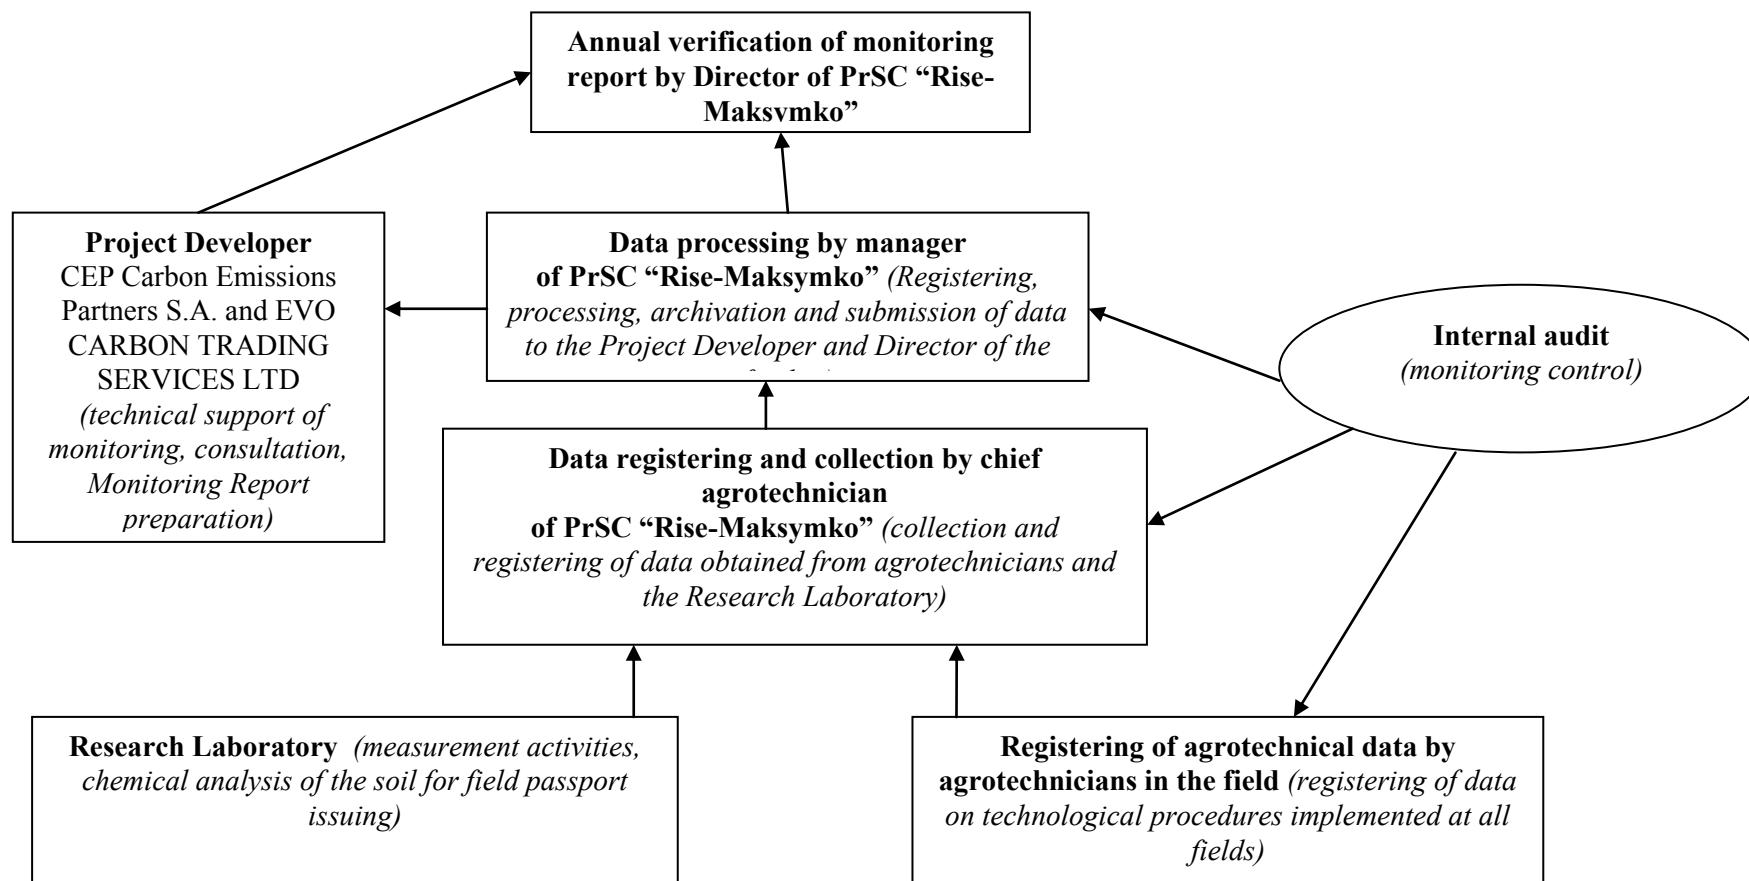 Annual verification of monitoring
report by Director of PrSC “Rise-
Maksymko”
Project Developer
CEP Carbon Emissions
Partners S.A. and EVO
CARBON TRADING
SERVICES LTD
(technical support of
monitoring, consultation,
Monitoring Report
preparation)
Data processing by manager
of PrSC “Rise-Maksymko” (Registering,
processing, archivation and submission of data
to the Project Developer and Director of the
Internal audit
(monitoring control)
Data registering and collection by chief
agrotechnician
of PrSC “Rise-Maksymko” (collection and
registering of data obtained from agrotechnicians and
the Research Laboratory)
Research Laboratory (measurement activities,
chemical analysis of the soil for field passport
issuing)
Registering of agrotechnical data by
agrotechnicians in the field (registering of data
on technological procedures implemented at all
fields)